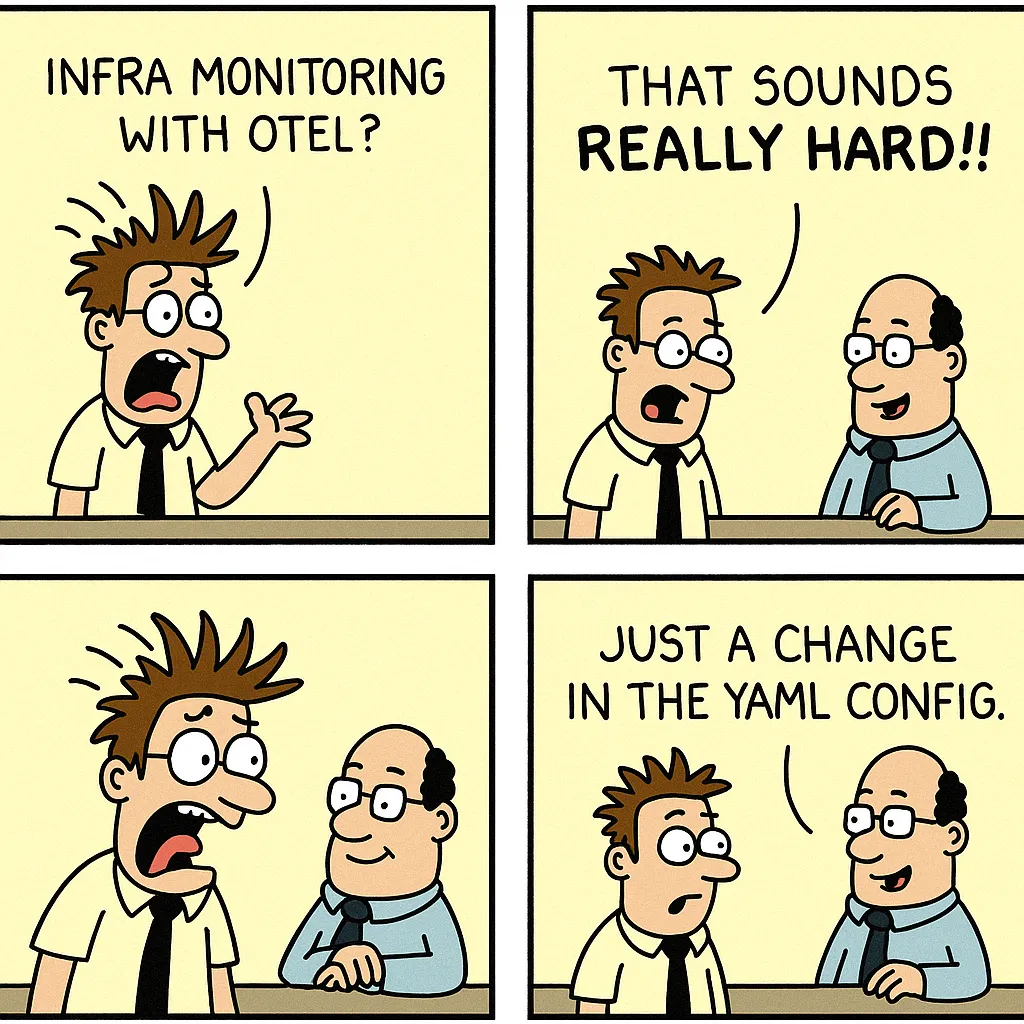 INFRA MONITORING
WITH OTEL?
THAT SOUNDS
REALLY HARD!!
JUST A CHANGE
IN THE YAML CONFIG.